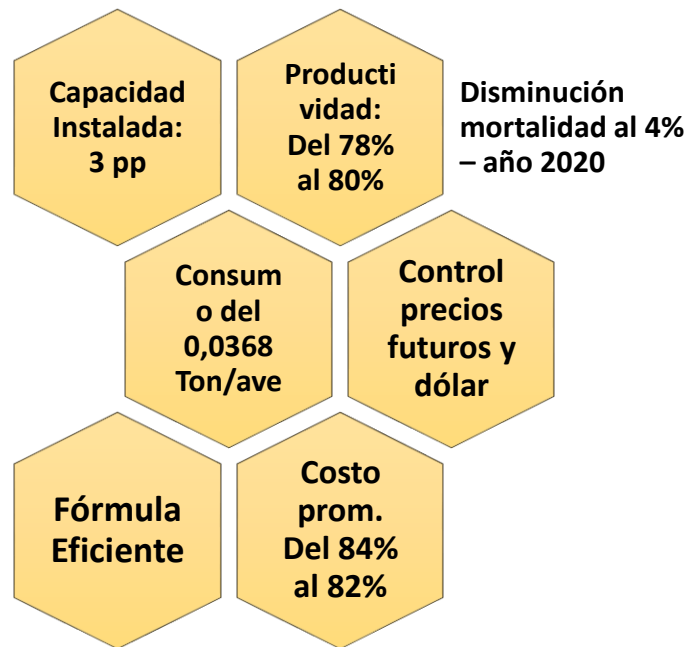 Capacidad
Instalada:
3 pp
Producti
vidad:
Del 78%
al 80%
Disminución
mortalidad al 4%
– año 2020
Consum
o del
0,0368
Ton/ave
Control
precios
futuros y
dólar
Fórmula
Eficiente
Costo
prom.
Del 84%
al 82%